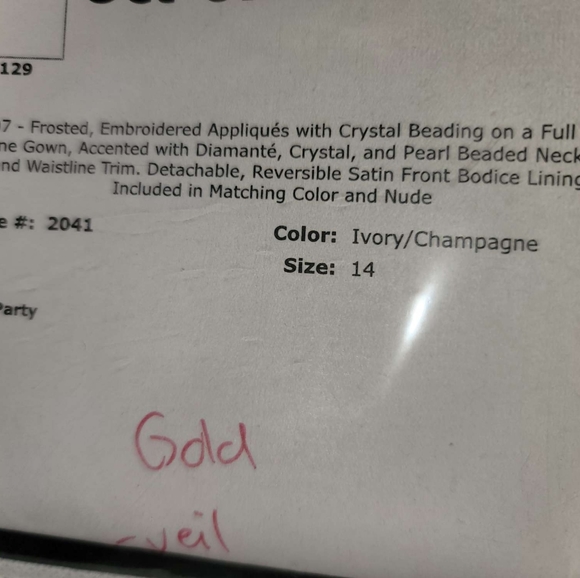 129
7 - Frosted, Embroidered Appliqués with Crystal Beading on a Full
ne Gown, Accented with Diamanté, Crystal, and Pearl Beaded Neck
nd Waistline Trim. Detachable, Reversible Satin Front Bodice Lining
Included in Matching Color and Nude
e #: 2041
Color: Ivory/Champagne
Size: 14
Party
Gold
-veil